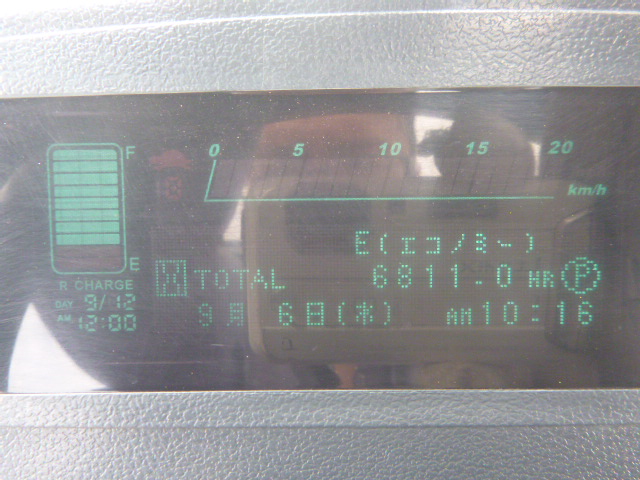 F
0 5 10 15 20
km/h
E(エコノミー)
E
TOTAL 6811.0 HR P
R CHARGE
DAY 9/12
AM 12:00
9月 6日(木) AM10:16